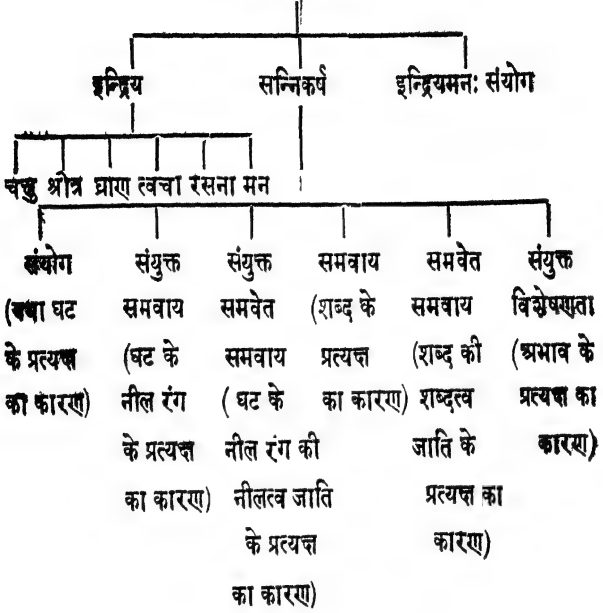 इन्द्रिय सन्निकर्ष इन्द्रियमनः संयोग
चक्षु श्रोत्र घ्राण त्वचा रसना मन
संयोग संयुक्त संयुक्त समवाय समवेत संयुक्त
(यथा घट समवाय समवेत (शब्द के समवाय विशेषणता
के प्रत्यक्ष (घट के समवाय प्रत्यक्ष (शब्द की (अभाव के
का कारण) नील रंग ( घट के का कारण) शब्दत्व प्रत्यक्ष का
के प्रत्यक्ष नील रंग की जाति के कारण)
का कारण) नीलत्व जाति प्रत्यक्ष का
के प्रत्यक्ष कारण)
का कारण)